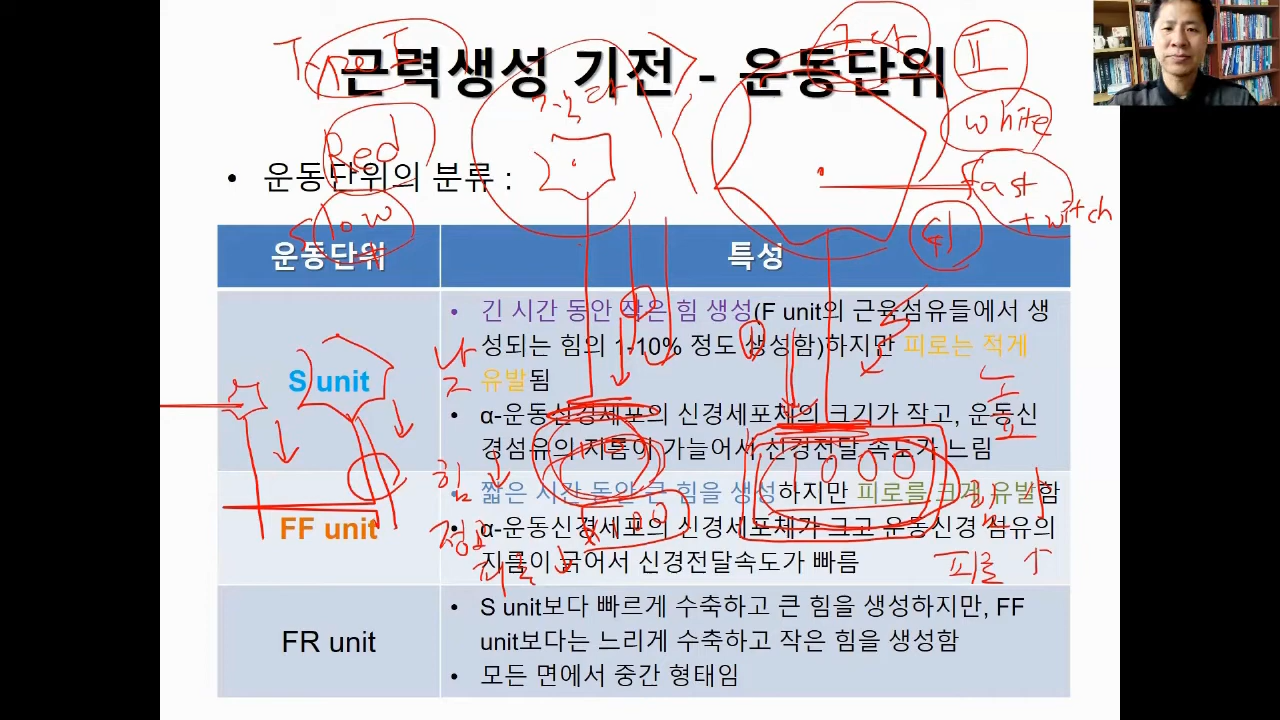 근력생성 기전 - 운동단위
Type I
작다
크다
II
Red
white
• 운동단위의 분류 :
slow
fast
twitch
운동단위
특성
S unit
• 긴 시간 동안 작은 힘 생성(F unit의 근육섬유들에서 생
성되는 힘의 1-10% 정도 생성함)하지만 피로는 적게
유발됨
• α-운동신경세포의 신경세포체의 크기가 작고, 운동신
경섬유의 지름이 가늘어서 신경전달 속도가 느림
FF unit
• 짧은 시간 동안 큰 힘을 생성하지만 피로를 크게 유발함
• α-운동신경세포의 신경세포체가 크고 운동신경 섬유의
지름이 굵어서 신경전달속도가 빠름
힘
100
1000
피로
피로
FR unit
• S unit보다 빠르게 수축하고 큰 힘을 생성하지만, FF
unit보다는 느리게 수축하고 작은 힘을 생성함
• 모든 면에서 중간 형태임